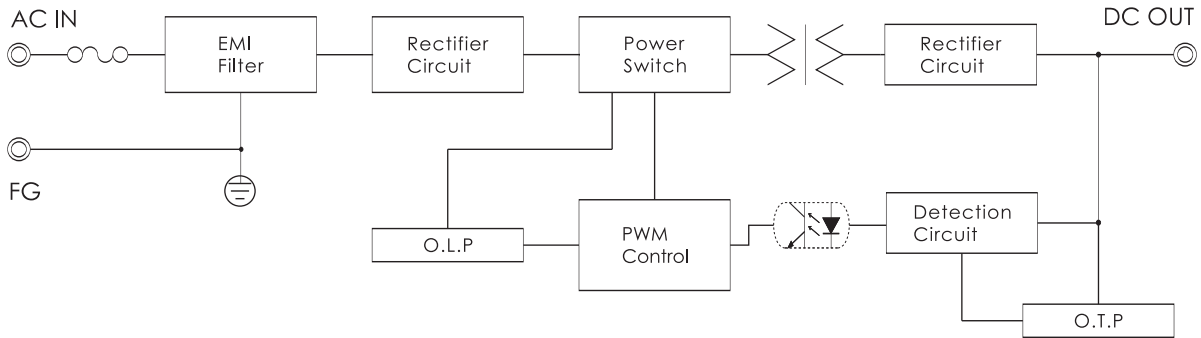 AC IN
DC OUT
EMI
Filter
Rectifier
Circuit
Power
Switch
Rectifier
Circuit
FG
O.L.P
PWM
Control
Detection
Circuit
O.T.P